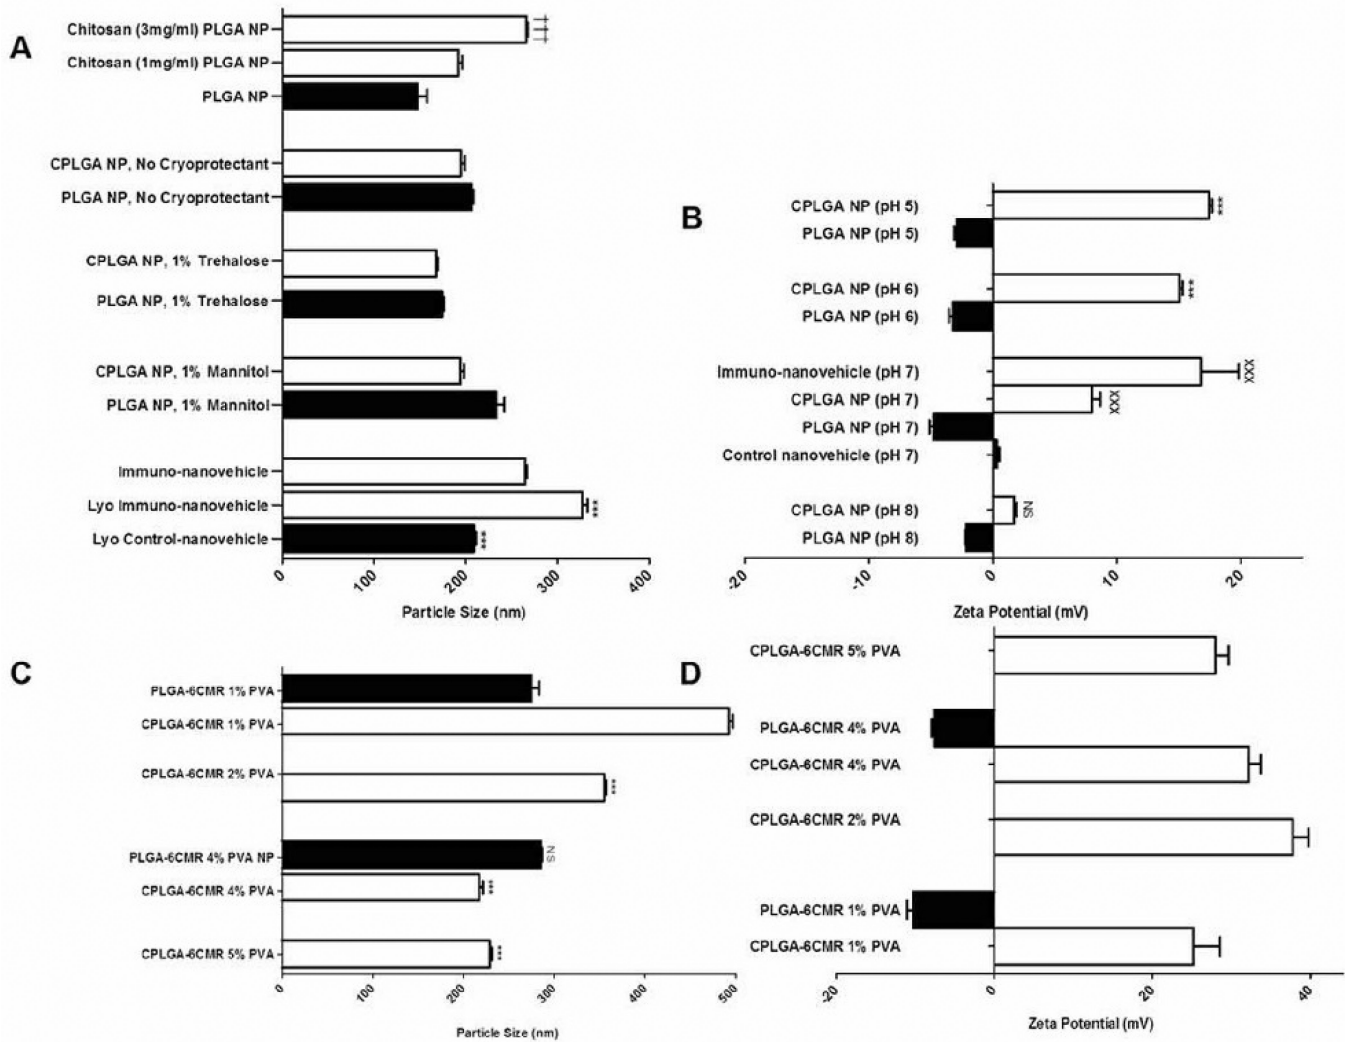 A
Chitosan (3mg/ml) PLGA NP
†††
Chitosan (1mg/ml) PLGA NP
PLGA NP
CPLGA NP, No Cryoprotectant
PLGA NP, No Cryoprotectant
CPLGA NP, 1% Trehalose
PLGA NP, 1% Trehalose
CPLGA NP, 1% Mannitol
PLGA NP, 1% Mannitol
Immuno-nanovehicle
Lyo Immuno-nanovehicle
***
Lyo Control-nanovehicle
***
0 100 200 300 400
Particle Size (nm)
B
CPLGA NP (pH 5)
***
PLGA NP (pH 5)
CPLGA NP (pH 6)
***
PLGA NP (pH 6)
Immuno-nanovehicle (pH 7)
XXX
CPLGA NP (pH 7)
XXX
PLGA NP (pH 7)
Control nanovehicle (pH 7)
CPLGA NP (pH 8)
NS
PLGA NP (pH 8)
-20 -10 0 10 20
Zeta Potential (mV)
C
PLGA-6CMR 1% PVA
CPLGA-6CMR 1% PVA
CPLGA-6CMR 2% PVA
***
PLGA-6CMR 4% PVA NP
NS
CPLGA-6CMR 4% PVA
***
CPLGA-6CMR 5% PVA
***
0 100 200 300 400 500
Particle Size (nm)
D
CPLGA-6CMR 5% PVA
PLGA-6CMR 4% PVA
CPLGA-6CMR 4% PVA
CPLGA-6CMR 2% PVA
PLGA-6CMR 1% PVA
CPLGA-6CMR 1% PVA
-20 0 20 40
Zeta Potential (mV)